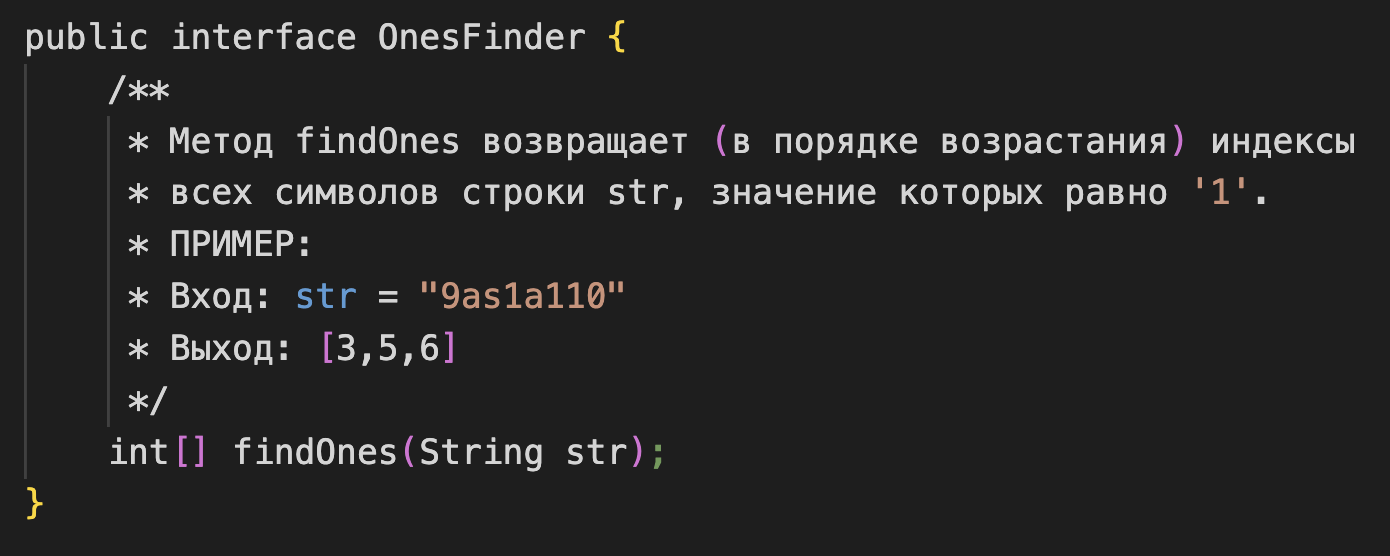 public interface OnesFinder {
/**
* Метод findOnes возвращает (в порядке возрастания) индексы
* всех символов строки str, значение которых равно '1'.
* ПРИМЕР:
* Вход: str = "9as1a110"
* Выход: [3,5,6]
*/
int[] findOnes(String str);
}